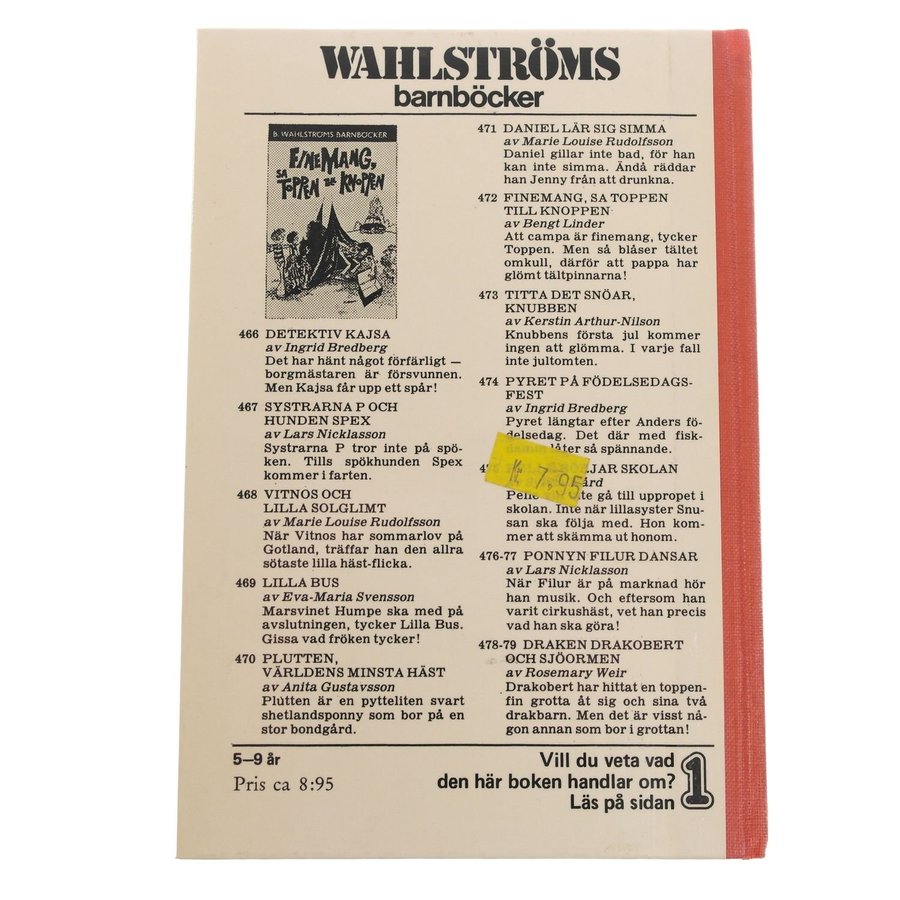 WAHLSTRÖMS
barnböcker
B. WAHLSTRÖMS BARNBÖCKER
FINEMANG,
SA
TOPPEN TILL KNOPPEN
466 DETEKTIV KAJSA
av Ingrid Bredberg
Det har hänt något förfärligt —
borgmästaren är försvunnen.
Men Kajsa får upp ett spår!
467 SYSTRARNA P OCH
HUNDEN SPEX
av Lars Nicklasson
Systrarna P tror inte på spö-
ken. Tills spökhunden Spex
kommer i farten.
468 VITNOS OCH
LILLA SOLGLIMT
av Marie Louise Rudolfsson
När Vitnos har sommarlov på
Gotland, träffar han den allra
sötaste lilla häst-flicka.
469 LILLA BUS
av Eva-Maria Svensson
Marsvinet Humpe ska med på
avslutningen, tycker Lilla Bus.
Gissa vad fröken tycker!
470 PLUTTEN,
VÄRLDENS MINSTA HÄST
av Anita Gustavsson
Plutten är en pytteliten svart
shetlandsponny som bor på en
stor bondgård.
471 DANIEL LÄR SIG SIMMA
av Marie Louise Rudolfsson
Daniel gillar inte bad, för han
kan inte simma. Ändå räddar
han Jenny från att drunkna.
472 FINEMANG, SA TOPPEN
TILL KNOPPEN
av Bengt Linder
Att campa är finemang, tycker
Toppen. Men så blåser tältet
omkull, därför att pappa har
glömt tältpinnarna!
473 TITTA DET SNÖAR,
KNUBBEN
av Kerstin Arthur-Nilson
Knubbens första jul kommer
ingen att glömma. I varje fall
inte jultomten.
474 PYRET PÅ FÖDELSEDAGS-
FEST
av Ingrid Bredberg
Pyret längtar efter Anders fö-
delsedag. Det där med fisk-
låter så spännande.
SKOLAN
7,95
Pelle gå till uppropet i
skolan. Inte när lillasyster Snu-
san ska följa med. Hon kom-
mer att skämma ut honom.
476-77 PONNYN FILUR DANSAR
av Lars Nicklasson
När Filur är på marknad hör
han musik. Och eftersom han
varit cirkushäst, vet han precis
vad han ska göra!
478-79 DRAKEN DRAKOBERT
OCH SJÖORMEN
av Rosemary Weir
Drakobert har hittat en toppen-
fin grotta åt sig och sina två
drakbarn. Men det är visst nå-
gon annan som bor i grottan!
5—9 år
Pris ca 8:95
Vill du veta vad
den här boken handlar om?
Läs på sidan 1